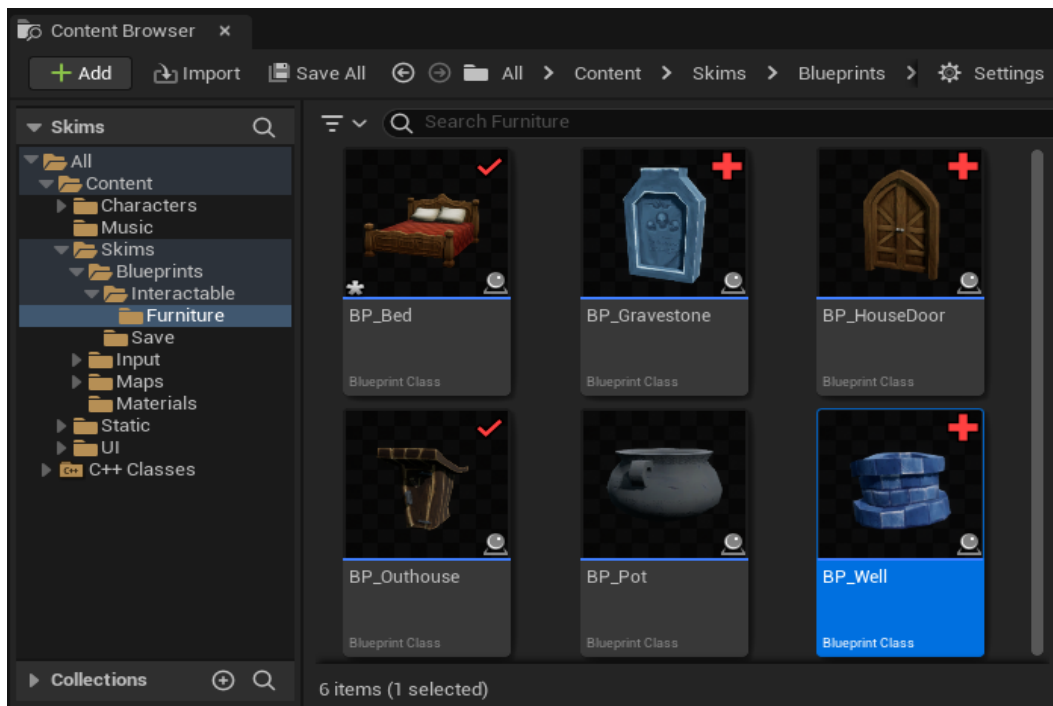 Content Browser
Add Import Save All All Content Skims Blueprints Settings
Skims
Search Furniture
All
Content
Characters
Music
Skims
Blueprints
Interactable
Furniture
Save
Input
Maps
Materials
Static
UI
C++ C++ Classes
BP_Bed
Blueprint Class
BP_Gravestone
Blueprint Class
BP_HouseDoor
Blueprint Class
BP_Outhouse
Blueprint Class
BP_Pot
Blueprint Class
BP_Well
Blueprint Class
Collections
6 items (1 selected)